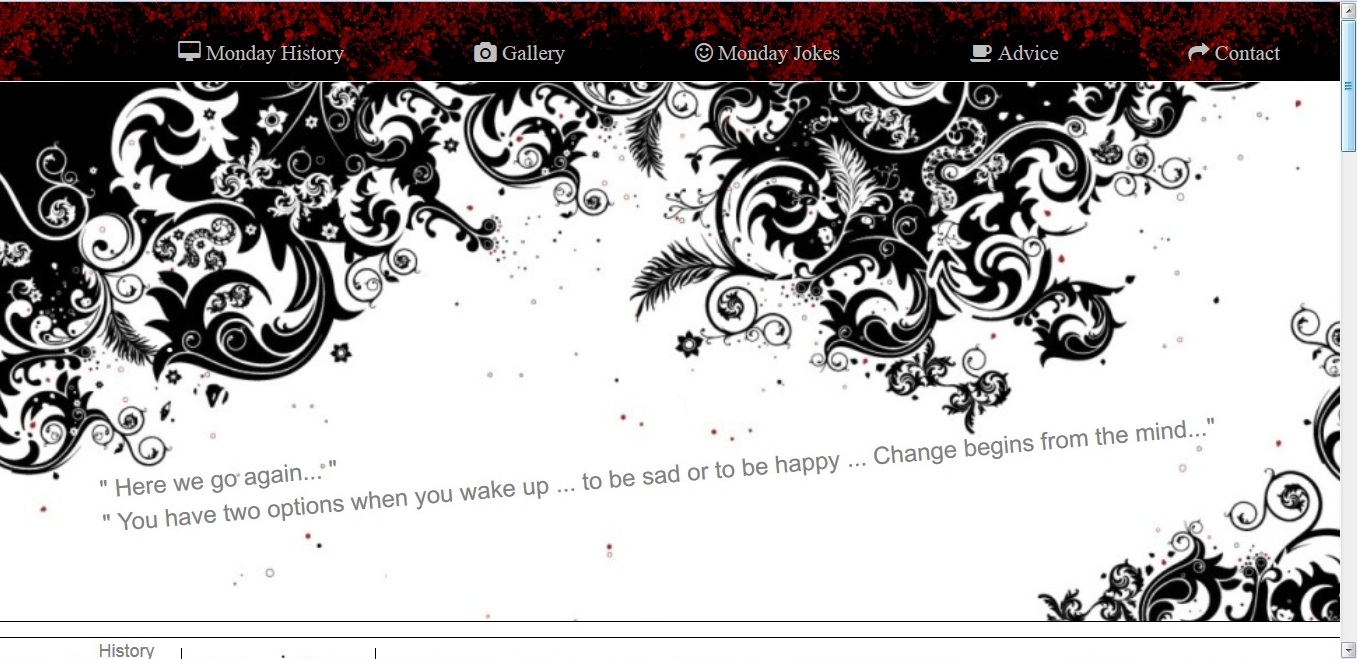 Monday History Gallery Monday Jokes Advice Contact
" Here we go again... "
" You have two options when you wake up ... to be sad or to be happy ... Change begins from the mind..."
History